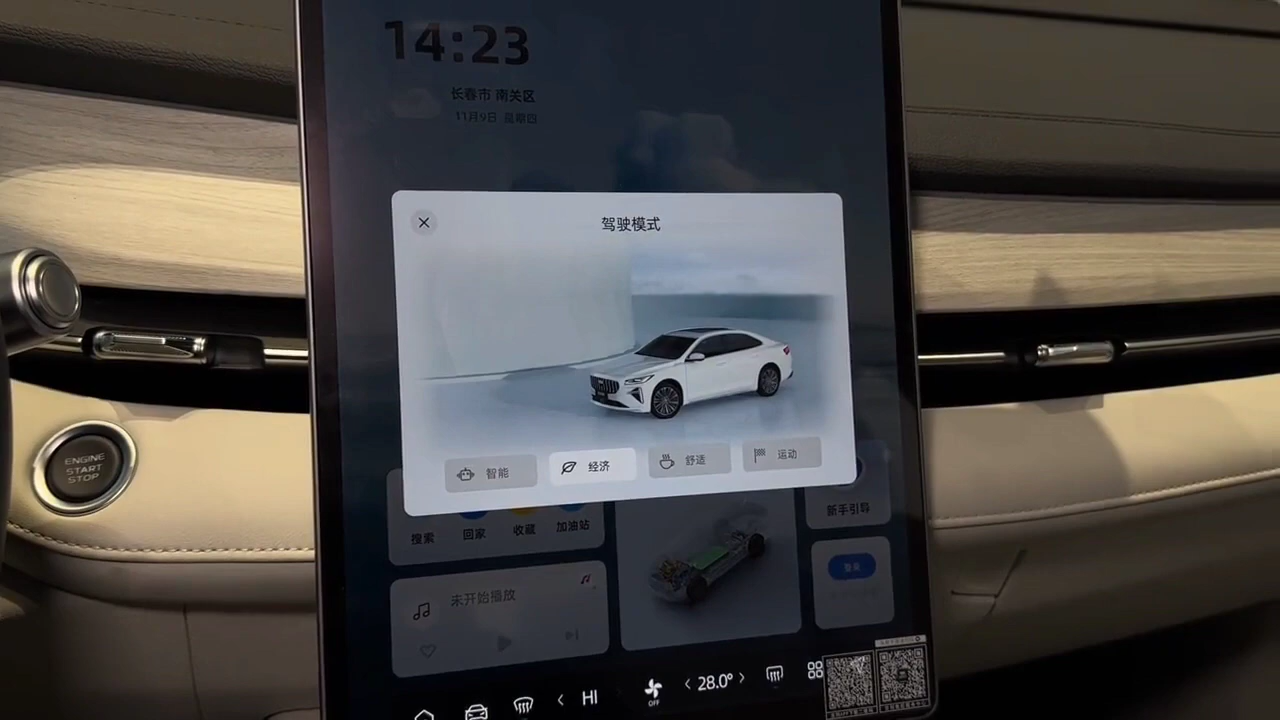 14:23
长春市 南关区
11月9日 星期四
驾驶模式
智能
经济
舒适
运动
搜索
回家
收藏
加油站
新手引导
未开始播放
登录
ENGINE
START
STOP
HI
OFF
28.0°